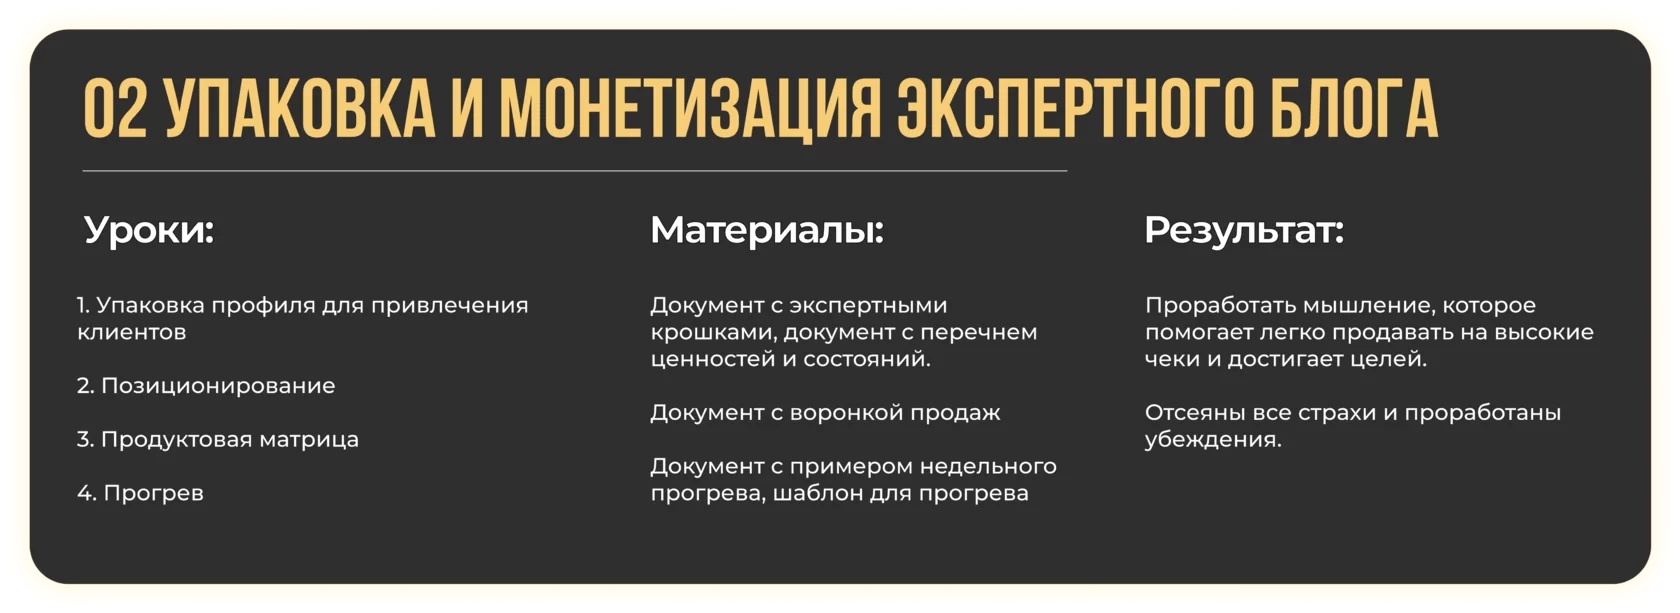 02 УПАКОВКА И МОНЕТИЗАЦИЯ ЭКСПЕРТНОГО БЛОГА
Уроки:
1. Упаковка профиля для привлечения
клиентов
2. Позиционирование
3. Продуктовая матрица
4. Прогрев
Материалы:
Документ с экспертными
крошками, документ с перечнем
ценностей и состояний.
Документ с воронкой продаж
Документ с примером недельного
прогрева, шаблон для прогрева
Результат:
Проработать мышление, которое
помогает легко продавать на высокие
чеки и достигает целей.
Отсеяны все страхи и проработаны
убеждения.